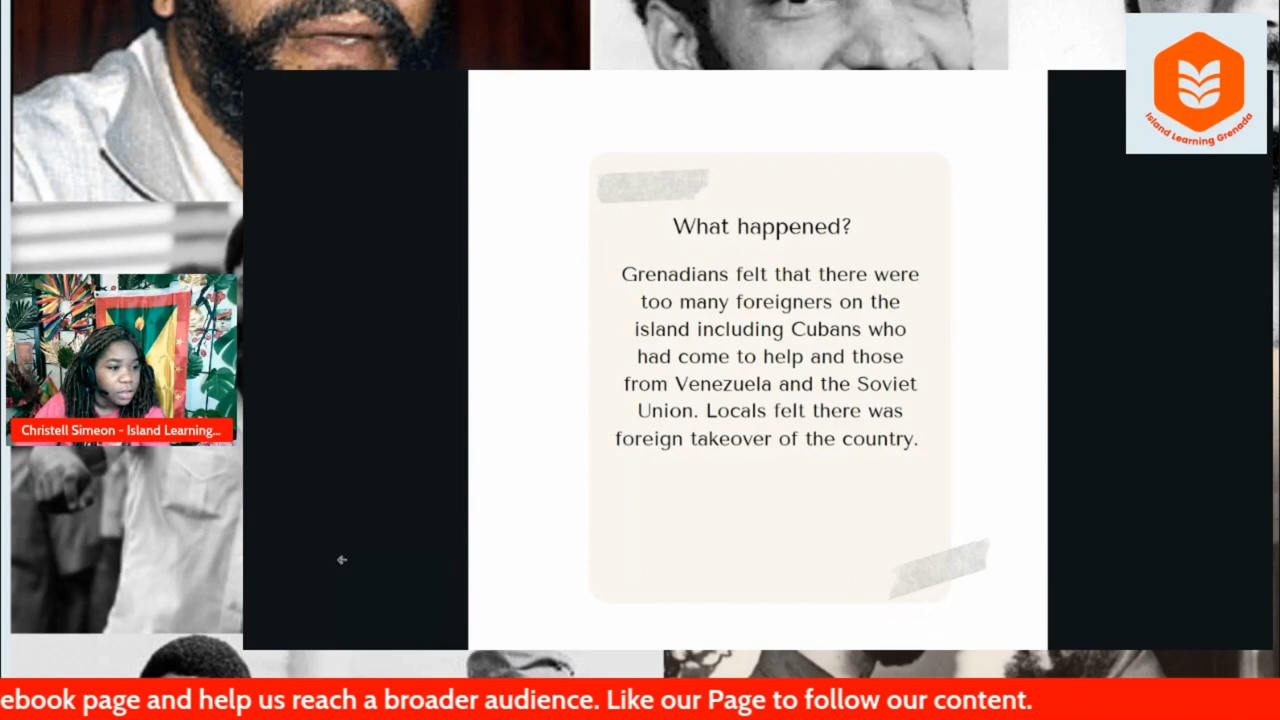 Island Learning Grenada
What happened?
Grenadians felt that there were
too many foreigners on the
island including Cubans who
had come to help and those
from Venezuela and the Soviet
Union. Locals felt there was
foreign takeover of the country.
Christell Simeon - Island Learning...
ebook page and help us reach a broader audience. Like our Page to follow our content.